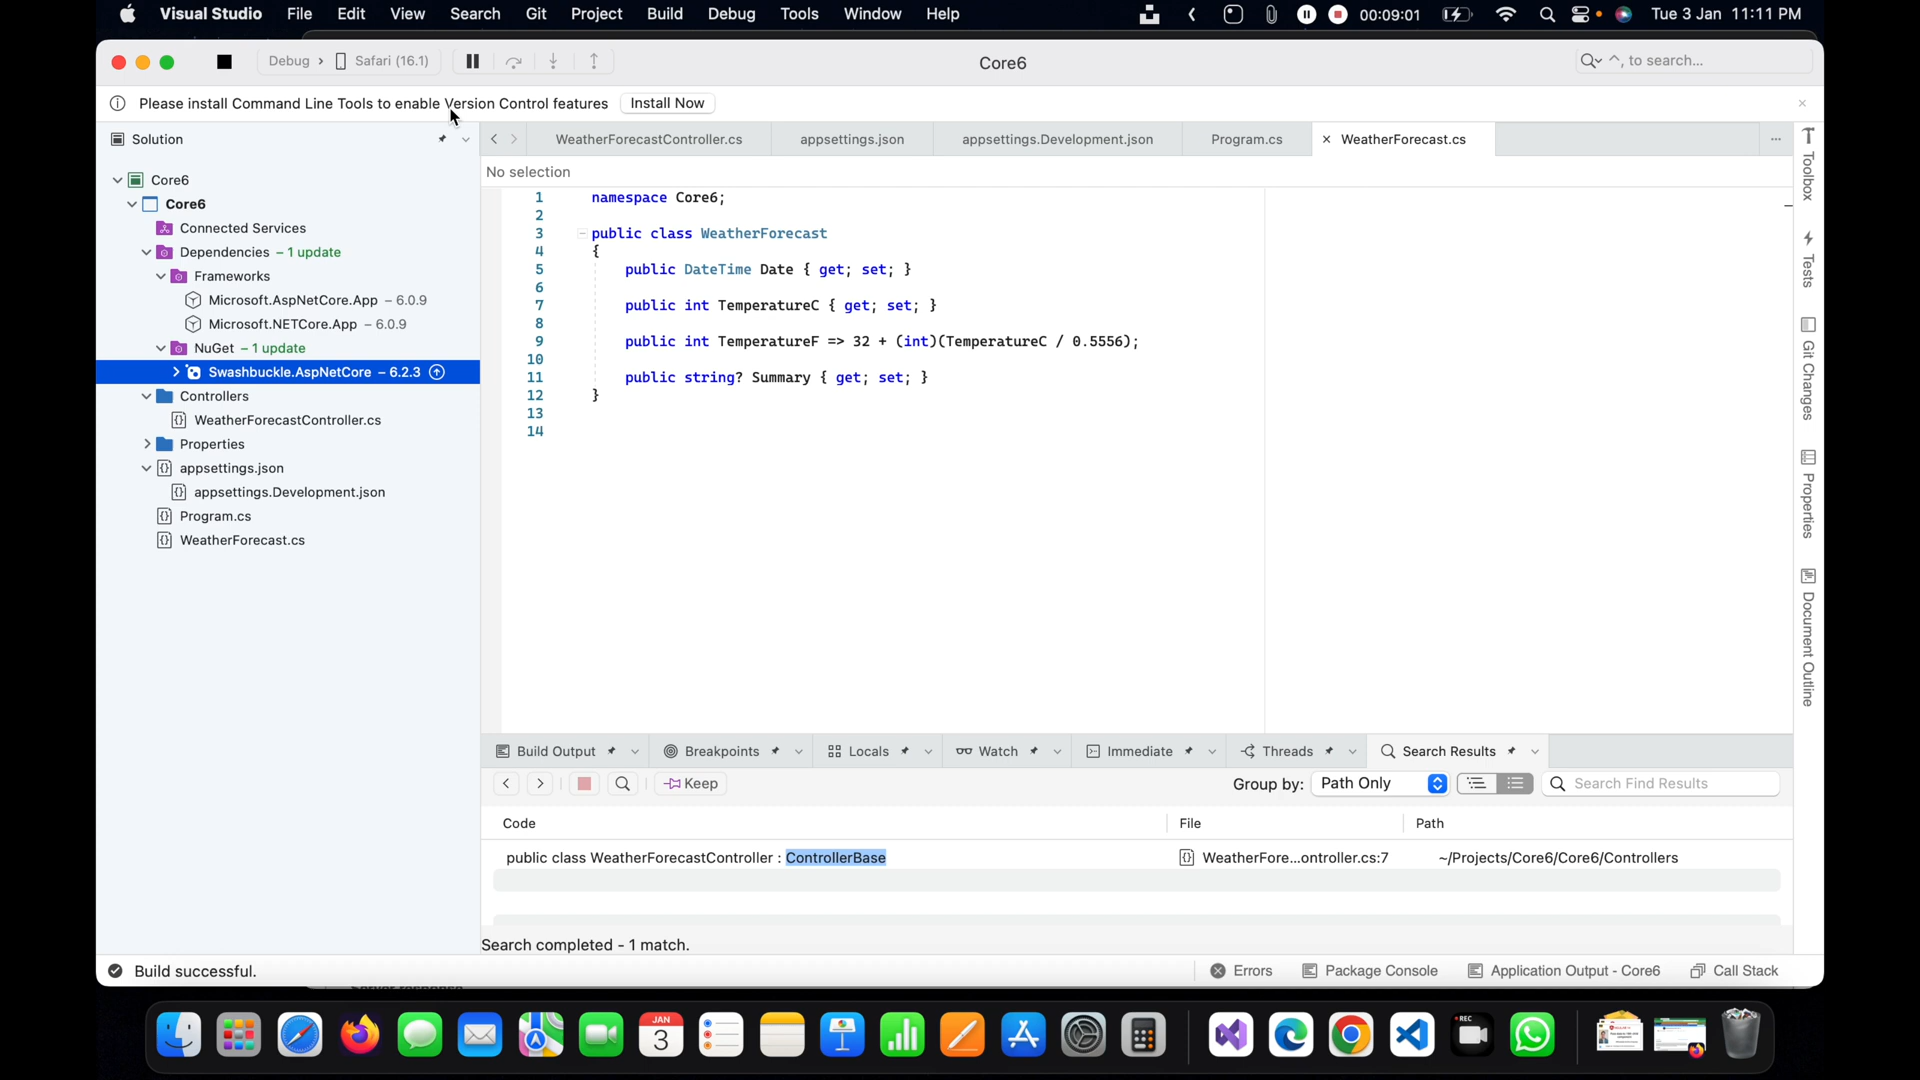 Visual Studio File Edit View Search Git Project Build Debug Tools Window Help 00:09:01 Tue 3 Jan 11:11 PM
Debug › Safari (16.1) Core6 ^, to search...
Please install Command Line Tools to enable Version Control features Install Now
Solution
WeatherForecastController.cs appsettings.json appsettings.Development.json Program.cs WeatherForecast.cs
No selection
Core6
Core6
Connected Services
Dependencies – 1 update
Frameworks
Microsoft.AspNetCore.App – 6.0.9
Microsoft.NETCore.App – 6.0.9
NuGet – 1 update
Swashbuckle.AspNetCore – 6.2.3
Controllers
WeatherForecastController.cs
Properties
appsettings.json
appsettings.Development.json
Program.cs
WeatherForecast.cs
1 namespace Core6;
2
3 public class WeatherForecast
4 {
5 public DateTime Date { get; set; }
6
7 public int TemperatureC { get; set; }
8
9 public int TemperatureF => 32 + (int)(TemperatureC / 0.5556);
10
11 public string? Summary { get; set; }
12 }
13
14
Toolbox
Tests
Git Changes
Properties
Document Outline
Build Output Breakpoints Locals Watch Immediate Threads Search Results
Keep Group by: Path Only Search Find Results
Code File Path
public class WeatherForecastController : ControllerBase WeatherFore...ontroller.cs:7 ~/Projects/Core6/Core6/Controllers
Search completed - 1 match.
Build successful. Errors Package Console Application Output - Core6 Call Stack
JAN
3
REC